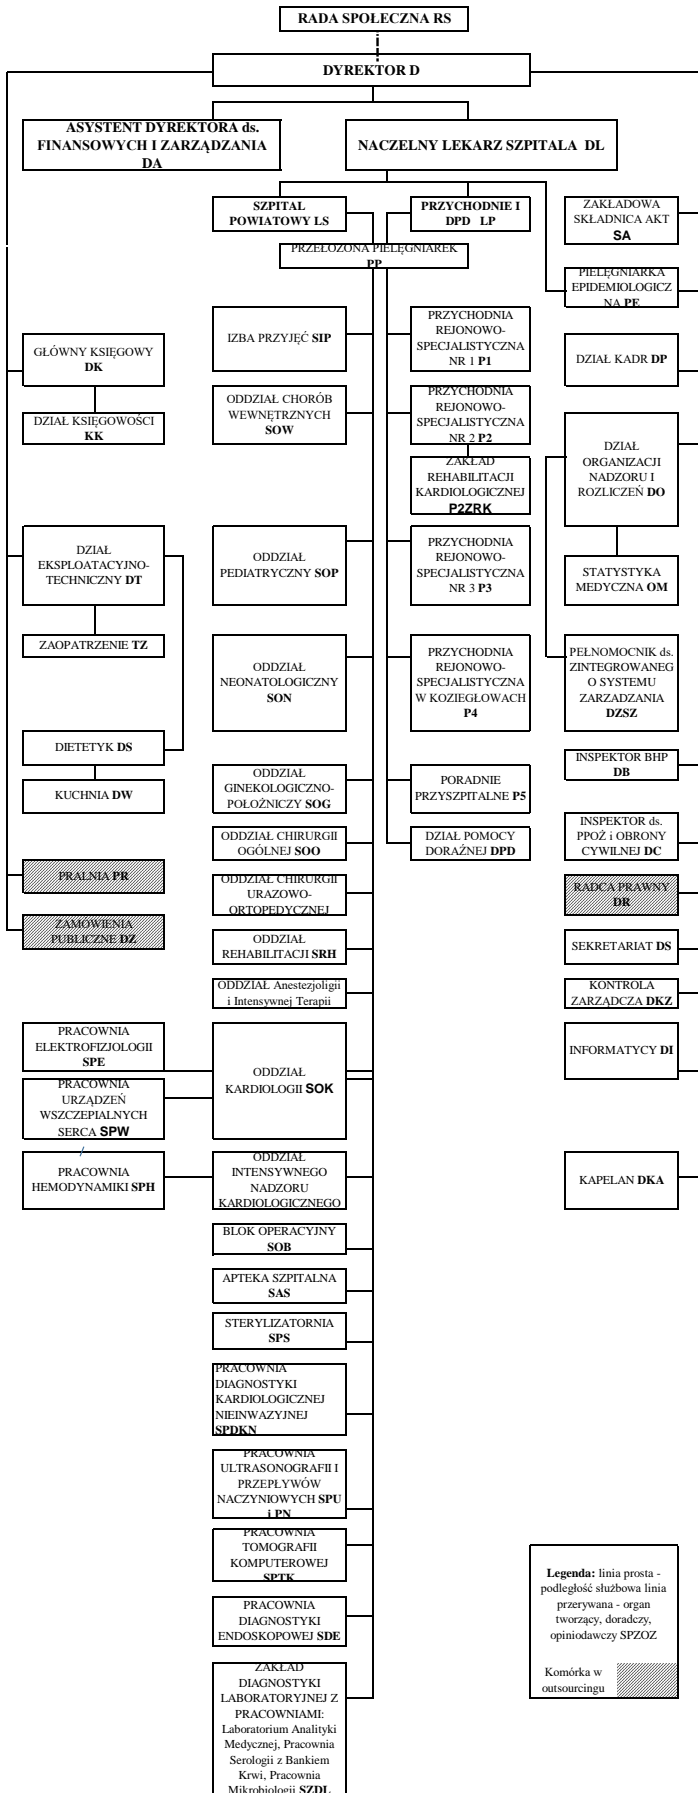 RADA SPOŁECZNA RS
DYREKTOR D
ASYSTENT DYREKTORA ds.
FINANSOWYCH I ZARZĄDZANIA
DA
NACZELNY LEKARZ SZPITALA DL
SZPITAL
POWIATOWY LS
PRZYCHODNIE I
DPD LP
ZAKŁADOWA
SKŁADNICA AKT
SA
PRZEŁOŻONA PIELĘGNIAREK
PP
PIELĘGNIARKA
EPIDEMIOLOGICZ
NA PE
GŁÓWNY KSIĘGOWY
DK
IZBA PRZYJĘĆ SIP
PRZYCHODNIA
REJONOWO-
SPECJALISTYCZNA
NR 1 P1
DZIAŁ KADR DP
DZIAŁ KSIĘGOWOŚCI
KK
ODDZIAŁ CHORÓB
WEWNĘTRZNYCH
SOW
PRZYCHODNIA
REJONOWO-
SPECJALISTYCZNA
NR 2 P2
ZAKŁAD
REHABILITACJI
KARDIOLOGICZNEJ
P2ZRK
DZIAŁ
ORGANIZACJI
NADZORU I
ROZLICZEŃ DO
DZIAŁ
EKSPLOATACYJNO-
TECHNICZNY DT
ODDZIAŁ
PEDIATRYCZNY SOP
PRZYCHODNIA
REJONOWO-
SPECJALISTYCZNA
NR 3 P3
STATYSTYKA
MEDYCZNA OM
ZAOPATRZENIE TZ
ODDZIAŁ
NEONATOLOGICZNY
SON
PRZYCHODNIA
REJONOWO-
SPECJALISTYCZNA
W KOZIEGŁOWACH
P4
PEŁNOMOCNIK ds.
ZINTEGROWANEG
O SYSTEMU
ZARZADZANIA
DZSZ
DIETETYK DS
KUCHNIA DW
ODDZIAŁ
GINEKOLOGICZNO-
POŁOŻNICZY SOG
PORADNIE
PRZYSZPITALNE P5
INSPEKTOR BHP
DB
ODDZIAŁ CHIRURGII
OGÓLNEJ SOO
DZIAŁ POMOCY
DORAŹNEJ DPD
INSPEKTOR ds.
PPOŻ i OBRONY
CYWILNEJ DC
PRALNIA PR
ODDZIAŁ CHIRURGII
URAZOWO-
ORTOPEDYCZNEJ
RADCA PRAWNY
DR
ZAMÓWIENIA
PUBLICZNE DZ
ODDZIAŁ
REHABILITACJI SRH
SEKRETARIAT DS
ODDZIAŁ Anestezjoligii
i Intensywnej Terapii
KONTROLA
ZARZĄDCZA DKZ
PRACOWNIA
ELEKTROFIZJOLOGII
SPE
ODDZIAŁ
KARDIOLOGII SOK
INFORMATYCY DI
PRACOWNIA
URZĄDZEŃ
WSZCZEPIALNYCH
SERCA SPW
PRACOWNIA
HEMODYNAMIKI SPH
ODDZIAŁ
INTENSYWNEGO
NADZORU
KARDIOLOGICZNEGO
KAPELAN DKA
BLOK OPERACYJNY
SOB
APTEKA SZPITALNA
SAS
STERYLIZATORNIA
SPS
PRACOWNIA
DIAGNOSTYKI
KARDIOLOGICZNEJ
NIEINWAZYJNEJ
SPDKN
PRACOWNIA
ULTRASONOGRAFII I
PRZEPŁYWÓW
NACZYNIOWYCH SPU
i PN
PRACOWNIA
TOMOGRAFII
KOMPUTEROWEJ
SPTK
PRACOWNIA
DIAGNOSTYKI
ENDOSKOPOWEJ SDE
ZAKŁAD
DIAGNOSTYKI
LABORATORYJNEJ Z
PRACOWNIAMI:
Laboratorium Analityki
Medycznej, Pracownia
Serologii z Bankiem
Krwi, Pracownia
Mikrobiologii SZDL
Legenda: linia prosta -
podległość służbowa linia
przerywana - organ
tworzący, doradczy,
opiniodawczy SPZOZ
Komórka w
outsourcingu